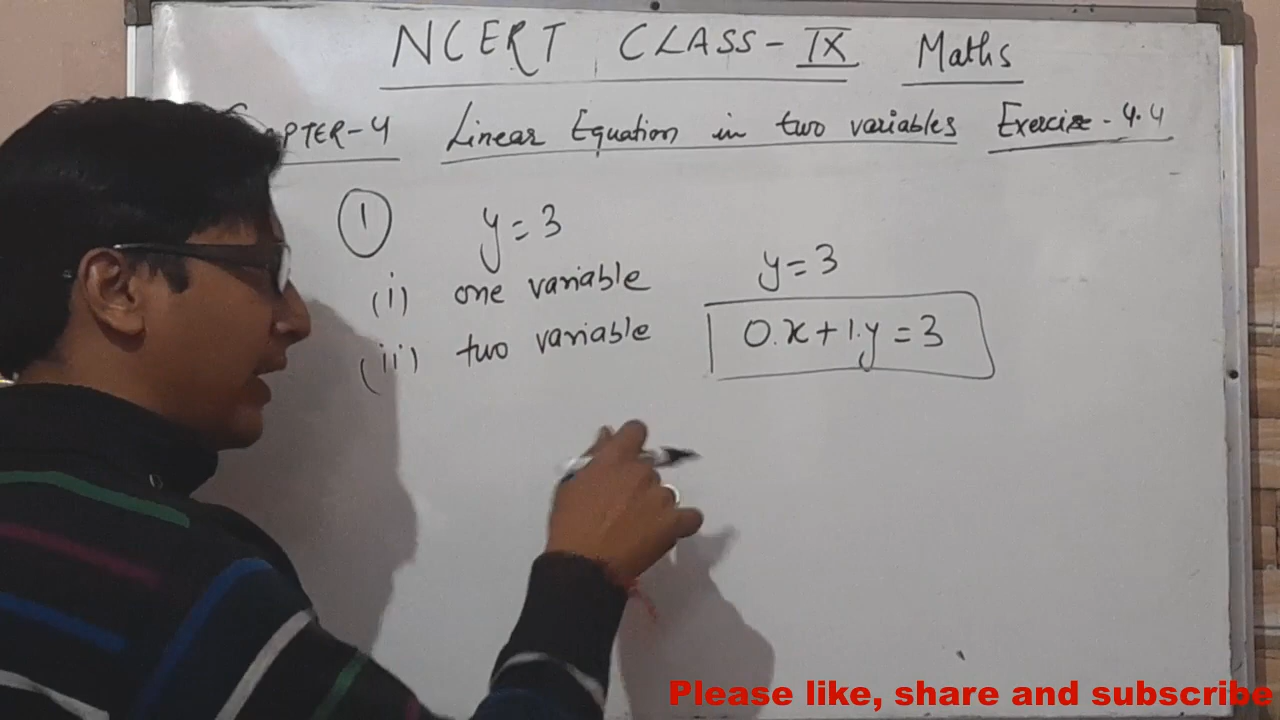 NCERT CLASS-IX Maths
PTER-4 Linear Equation in two variables Exercise-4.4
1 y=3
(i) one variable
(ii) two variable
y=3
0.x+1.y=3
Please like, share and subscribe